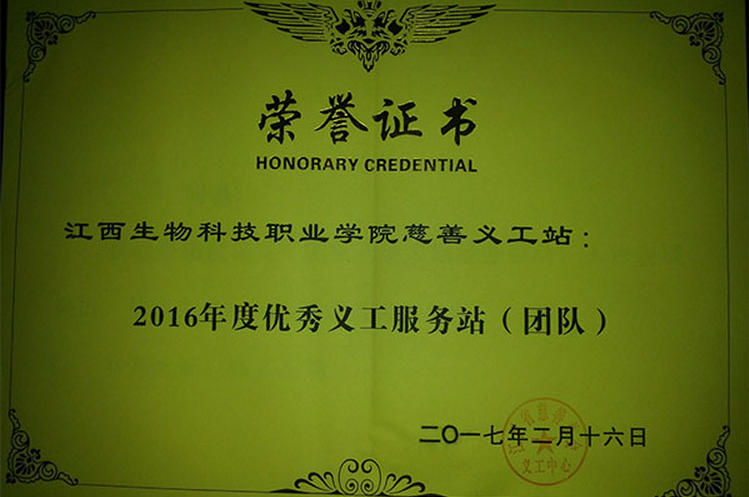 荣誉证书
HONORARY CREDENTIAL
江西生物科技职业学院慈善义工站：
2016年度优秀义工服务站（团队）
二〇一七年二月十六日
义工中心